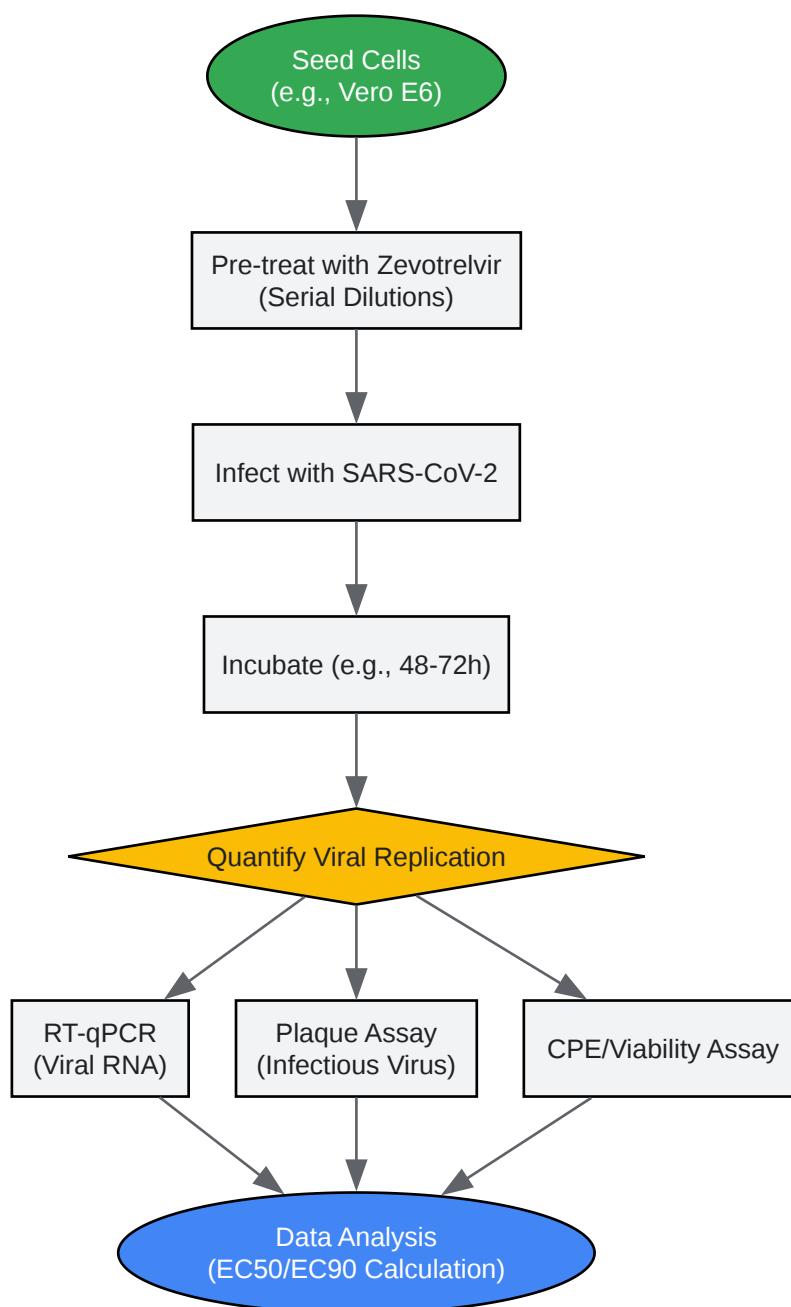 Seed Cells
(e.g., Vero E6)
Pre-treat with Zevotrelvir
(Serial Dilutions)
Infect with SARS-CoV-2
Incubate (e.g., 48-72h)
Quantify Viral Replication
RT-qPCR
(Viral RNA)
Plaque Assay
(Infectious Virus)
CPE/Viability Assay
Data Analysis
(EC50/EC90 Calculation)